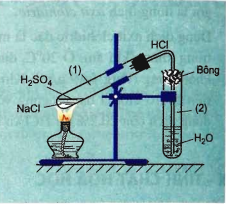 HCl
(1)
H₂SO₄
Bông
NaCl
(2)
H₂O